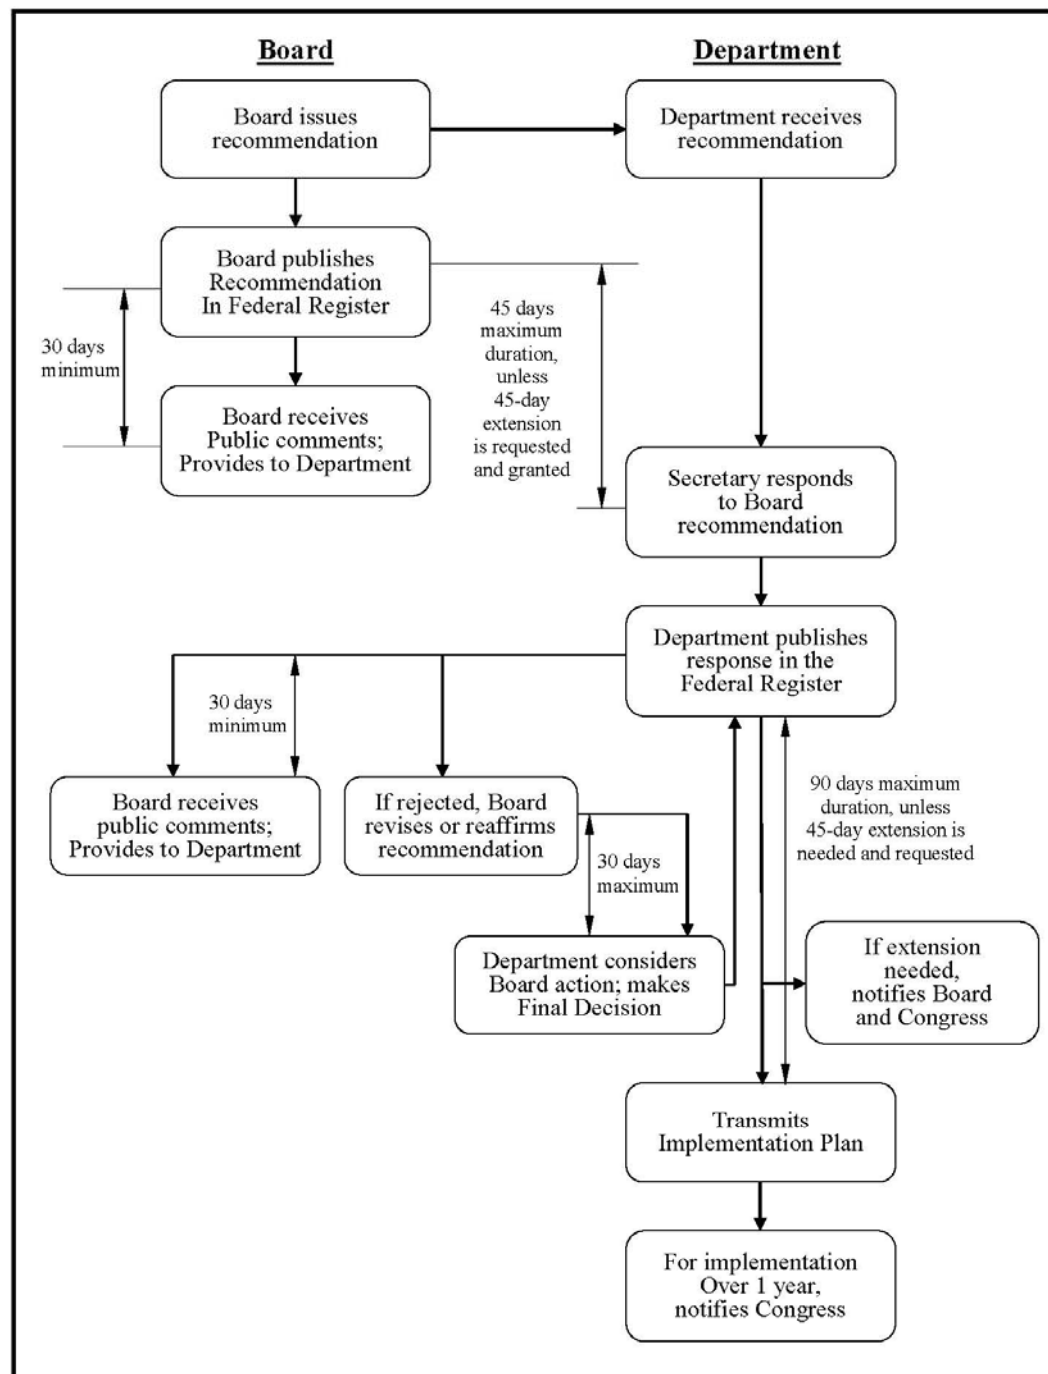 Board
Department
Board issues
recommendation
Department receives
recommendation
Board publishes
Recommendation
In Federal Register
30 days
minimum
45 days
maximum
duration,
unless
45-day
extension
is requested
and granted
Board receives
Public comments;
Provides to Department
Secretary responds
to Board
recommendation
Department publishes
response in the
Federal Register
30 days
minimum
Board receives
public comments;
Provides to Department
If rejected, Board
revises or reaffirms
recommendation
90 days maximum
duration, unless
45-day extension is
needed and requested
30 days
maximum
Department considers
Board action; makes
Final Decision
If extension
needed,
notifies Board
and Congress
Transmits
Implementation Plan
For implementation
Over 1 year,
notifies Congress